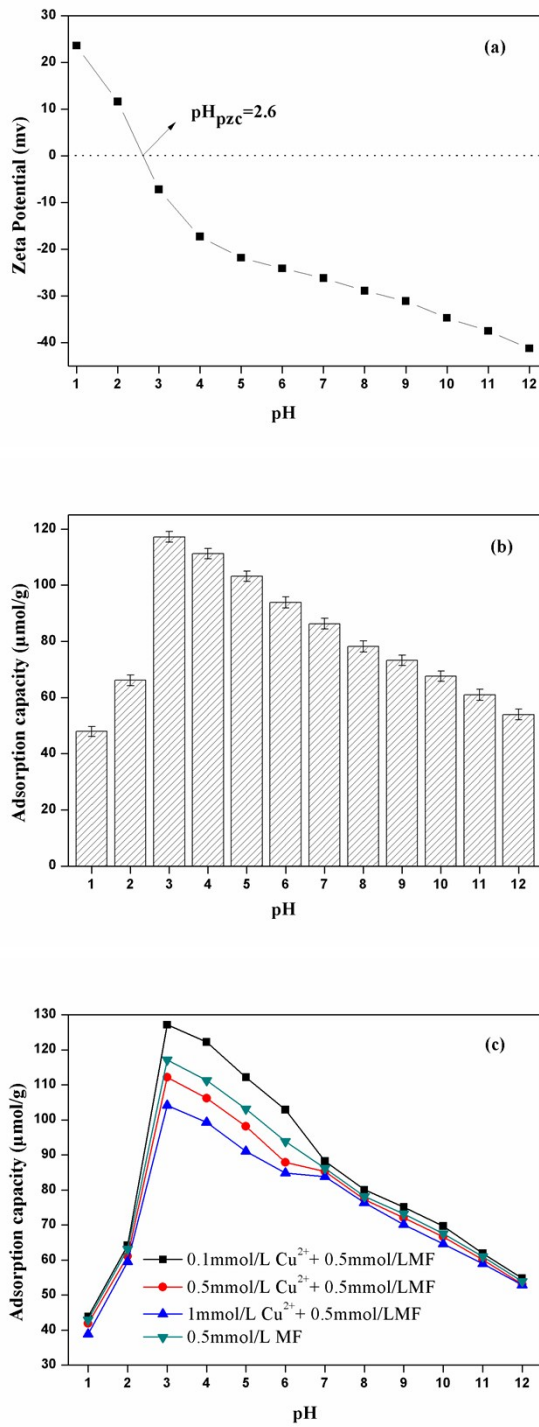 30
(a)
20
pHpzc=2.6
10
0
-10
-20
-30
-40
Zeta Potential (mv)
1 2 3 4 5 6 7 8 9 10 11 12
pH
120
(b)
100
80
60
40
20
0
Adsorption capacity (µmol/g)
1 2 3 4 5 6 7 8 9 10 11 12
pH
130
(c)
120
110
100
90
80
70
60
50
40
30
Adsorption capacity (µmol/g)
0.1mmol/L Cu²⁺+ 0.5mmol/LMF
0.5mmol/L Cu²⁺+ 0.5mmol/LMF
1mmol/L Cu²⁺+ 0.5mmol/LMF
0.5mmol/L MF
1 2 3 4 5 6 7 8 9 10 11 12
pH